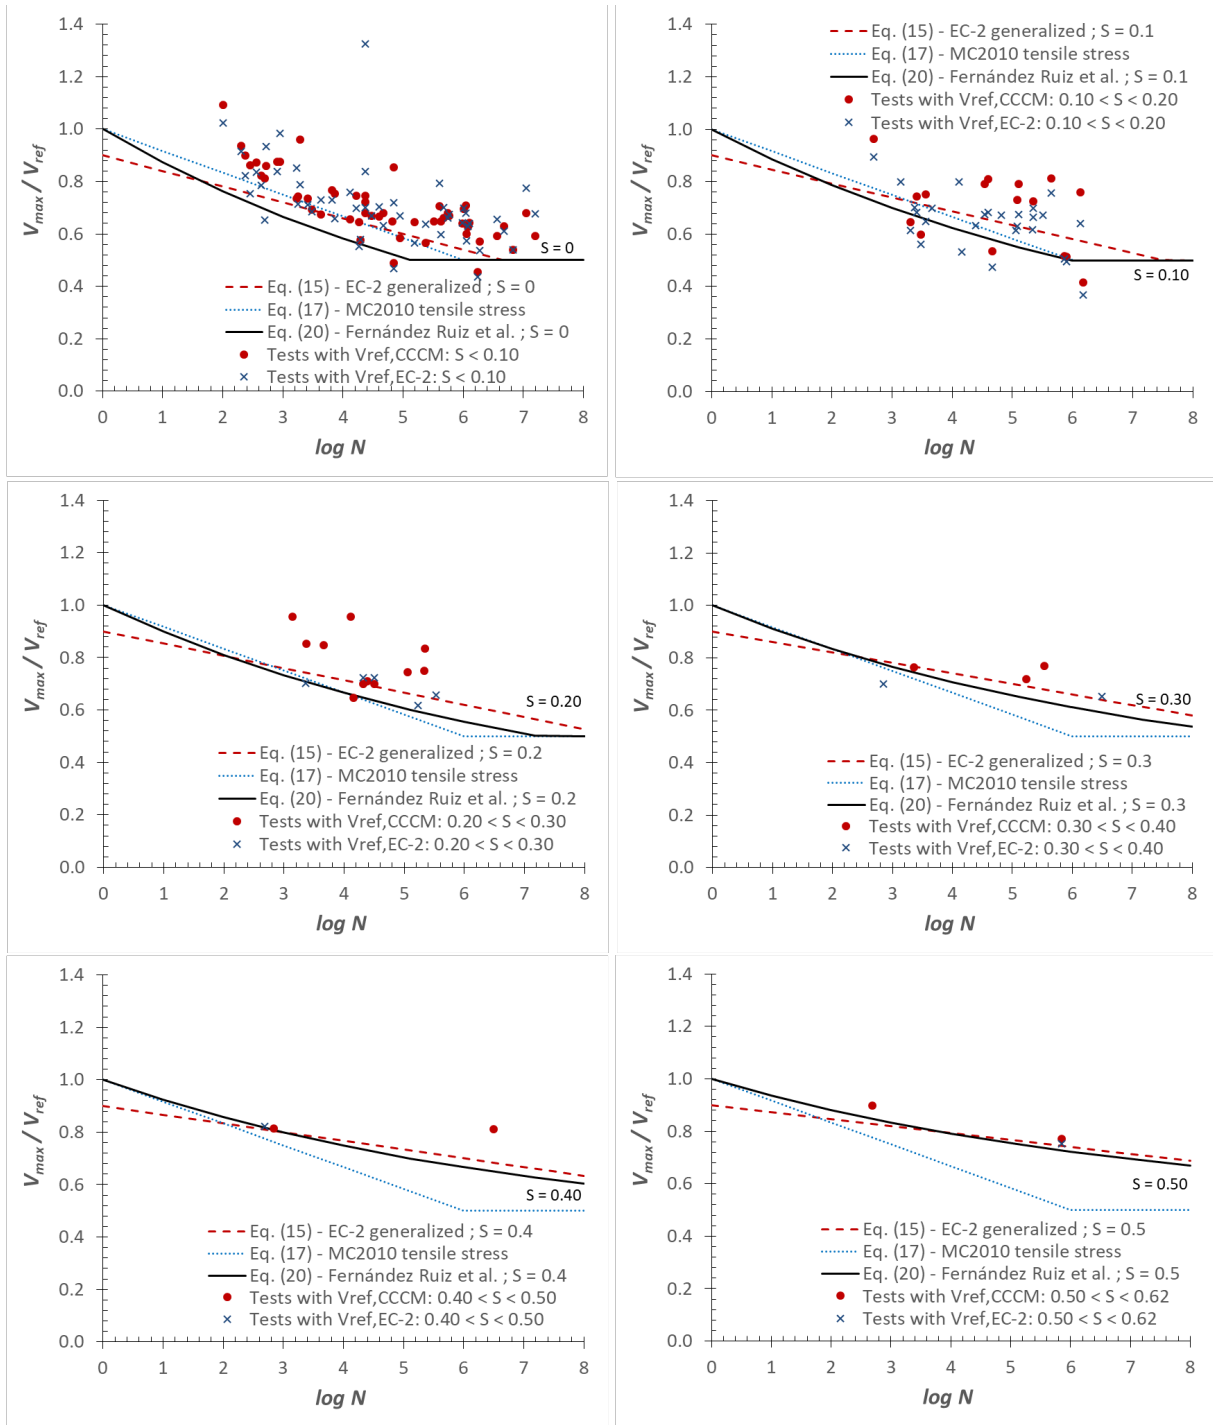 1.4
1.2
1.0
0.8
0.6
0.4
0.2
0.0
V_max / V_ref
S = 0
Eq. (15) - EC-2 generalized ; S = 0
Eq. (17) - MC2010 tensile stress
Eq. (20) - Fernández Ruiz et al. ; S = 0
Tests with Vref,CCCM: S < 0.10
Tests with Vref,EC-2: S < 0.10
0 1 2 3 4 5 6 7 8
log N
1.4
1.2
1.0
0.8
0.6
0.4
0.2
0.0
V_max / V_ref
Eq. (15) - EC-2 generalized ; S = 0.1
Eq. (17) - MC2010 tensile stress
Eq. (20) - Fernández Ruiz et al. ; S = 0.1
Tests with Vref,CCCM: 0.10 < S < 0.20
Tests with Vref,EC-2: 0.10 < S < 0.20
S = 0.10
0 1 2 3 4 5 6 7 8
log N
1.4
1.2
1.0
0.8
0.6
0.4
0.2
0.0
V_max / V_ref
S = 0.20
Eq. (15) - EC-2 generalized ; S = 0.2
Eq. (17) - MC2010 tensile stress
Eq. (20) - Fernández Ruiz et al. ; S = 0.2
Tests with Vref,CCCM: 0.20 < S < 0.30
Tests with Vref,EC-2: 0.20 < S < 0.30
0 1 2 3 4 5 6 7 8
log N
1.4
1.2
1.0
0.8
0.6
0.4
0.2
0.0
V_max / V_ref
S = 0.30
Eq. (15) - EC-2 generalized ; S = 0.3
Eq. (17) - MC2010 tensile stress
Eq. (20) - Fernández Ruiz et al. ; S = 0.3
Tests with Vref,CCCM: 0.30 < S < 0.40
Tests with Vref,EC-2: 0.30 < S < 0.40
0 1 2 3 4 5 6 7 8
log N
1.4
1.2
1.0
0.8
0.6
0.4
0.2
0.0
V_max / V_ref
S = 0.40
Eq. (15) - EC-2 generalized ; S = 0.4
Eq. (17) - MC2010 tensile stress
Eq. (20) - Fernández Ruiz et al. ; S = 0.4
Tests with Vref,CCCM: 0.40 < S < 0.50
Tests with Vref,EC-2: 0.40 < S < 0.50
0 1 2 3 4 5 6 7 8
log N
1.4
1.2
1.0
0.8
0.6
0.4
0.2
0.0
V_max / V_ref
S = 0.50
Eq. (15) - EC-2 generalized ; S = 0.5
Eq. (17) - MC2010 tensile stress
Eq. (20) - Fernández Ruiz et al. ; S = 0.5
Tests with Vref,CCCM: 0.50 < S < 0.62
Tests with Vref,EC-2: 0.50 < S < 0.62
0 1 2 3 4 5 6 7 8
log N